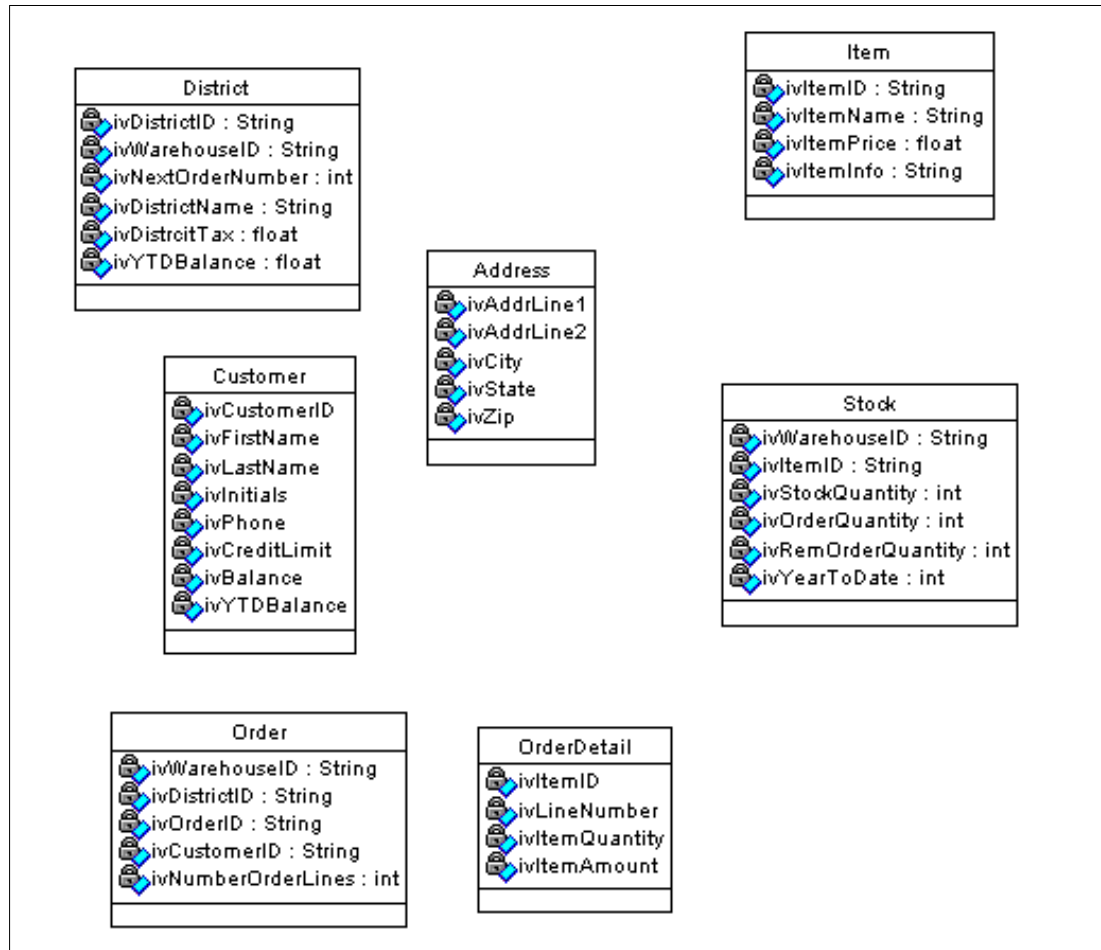 District
ivDistrictID : String
ivWarehouseID : String
ivNextOrderNumber : int
ivDistrictName : String
ivDistrcitTax : float
ivYTDBalance : float
Item
ivItemID : String
ivItemName : String
ivItemPrice : float
ivItemInfo : String
Address
ivAddrLine1
ivAddrLine2
ivCity
ivState
ivZip
Customer
ivCustomerID
ivFirstName
ivLastName
ivInitials
ivPhone
ivCreditLimit
ivBalance
ivYTDBalance
Stock
ivWarehouseID : String
ivItemID : String
ivStockQuantity : int
ivOrderQuantity : int
ivRemOrderQuantity : int
ivYearToDate : int
Order
ivWarehouseID : String
ivDistrictID : String
ivOrderID : String
ivCustomerID : String
ivNumberOrderLines : int
OrderDetail
ivItemID
ivLineNumber
ivItemQuantity
ivItemAmount